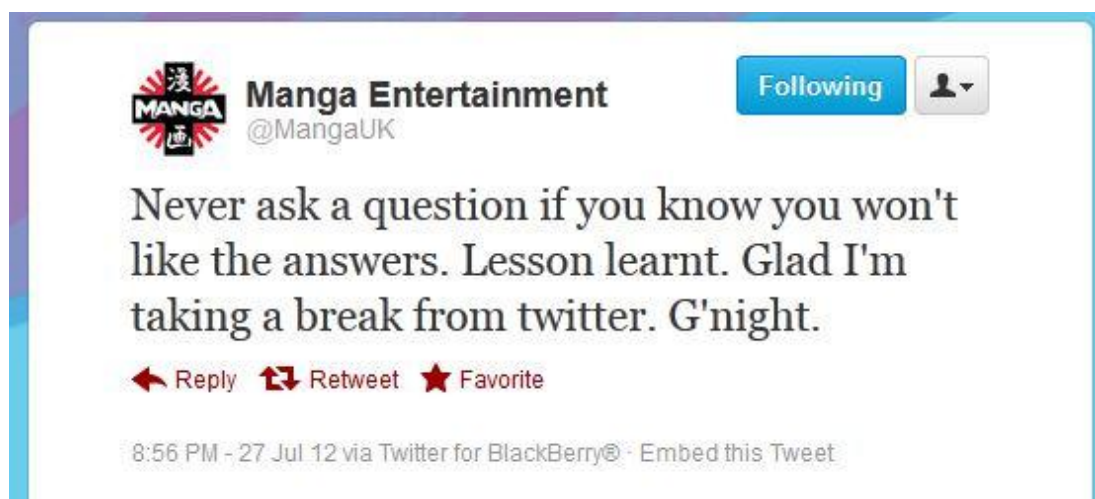 漫
MANGA
画
Manga Entertainment
@MangaUK
Following
Never ask a question if you know you won't
like the answers. Lesson learnt. Glad I'm
taking a break from twitter. G'night.
Reply Retweet Favorite
8:56 PM - 27 Jul 12 via Twitter for BlackBerry® · Embed this Tweet